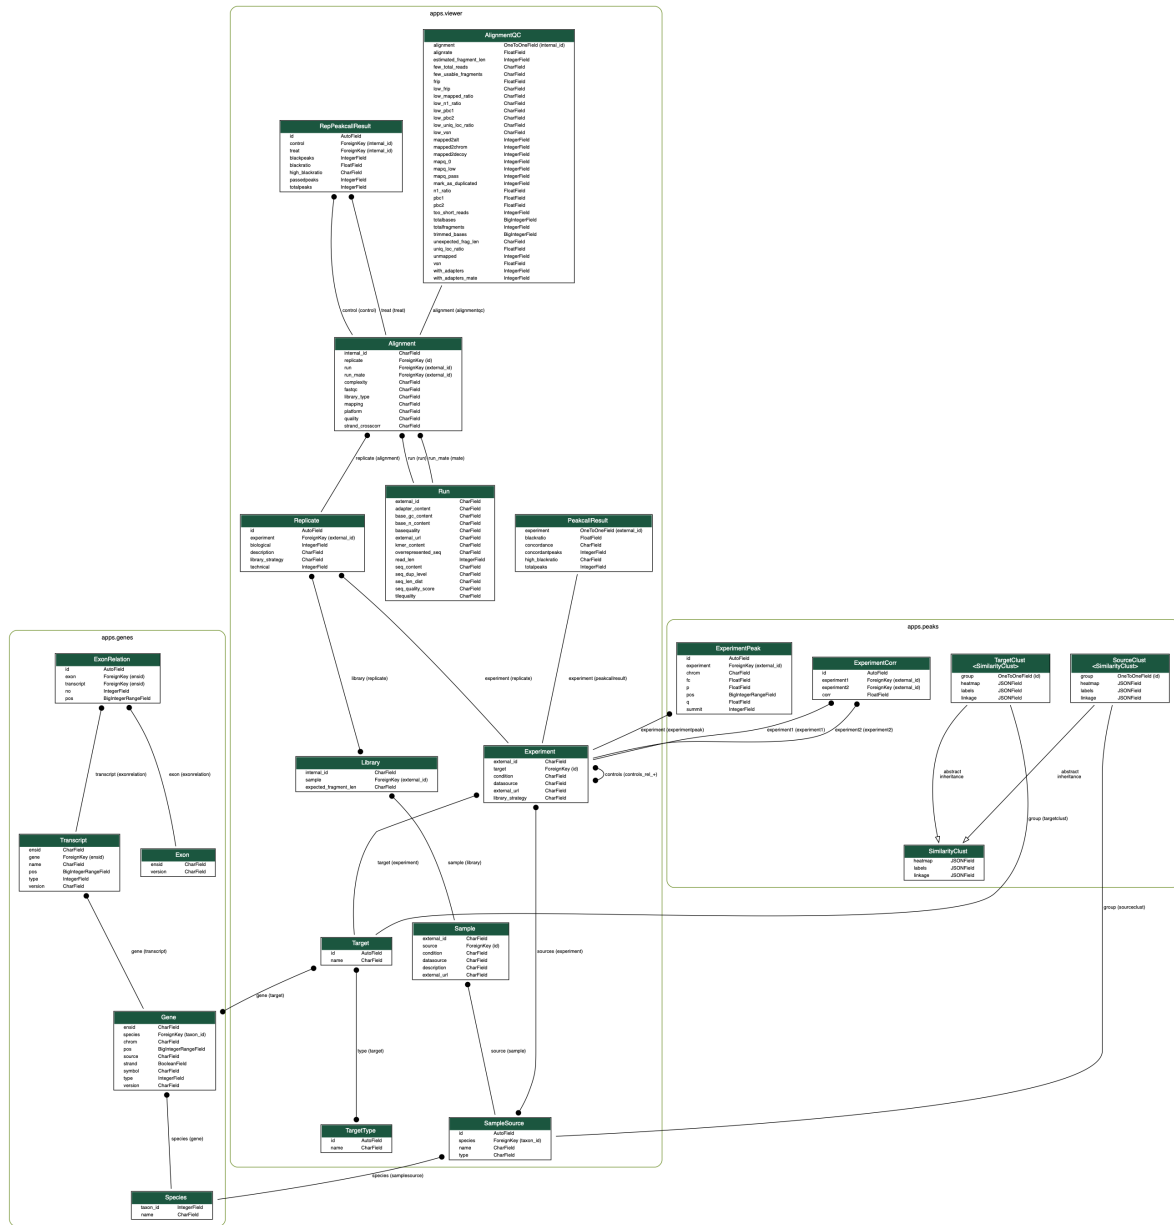 apps.viewer
AlignmentQC
alignment OneToOneField (internal_id)
alignrate FloatField
estimated_fragment_len IntegerField
few_total_reads CharField
few_usable_fragments CharField
frip FloatField
low_frip CharField
low_mapped_ratio CharField
low_n1_ratio CharField
low_pbc1 CharField
low_pbc2 CharField
low_uniq_loc_ratio CharField
low_vsn CharField
mapped2all IntegerField
mapped2chrom IntegerField
mapped2decoy IntegerField
mapq_0 IntegerField
mapq_low IntegerField
mapq_pass IntegerField
mark_as_duplicated IntegerField
n1_ratio FloatField
pbc1 FloatField
pbc2 FloatField
too_short_reads IntegerField
totalbases BigIntegerField
totalfragments IntegerField
trimmed_bases BigIntegerField
unexpected_frag_len CharField
uniq_loc_ratio FloatField
unmapped IntegerField
vsn FloatField
with_adapters IntegerField
with_adapters_mate IntegerField
RepPeakcallResult
id AutoField
control ForeignKey (internal_id)
treat ForeignKey (internal_id)
blackpeaks IntegerField
blackratio FloatField
high_blackratio CharField
passedpeaks IntegerField
totalpeaks IntegerField
control (control)
treat (treat)
alignment (alignmentqc)
Alignment
internal_id CharField
replicate ForeignKey (id)
run ForeignKey (external_id)
run_mate ForeignKey (external_id)
complexity CharField
fastqc CharField
library_type CharField
mapping CharField
platform CharField
quality CharField
strand_crosscorr CharField
replicate (alignment)
run (run)
run_mate (mate)
Run
external_id CharField
adapter_content CharField
base_gc_content CharField
base_n_content CharField
basequality CharField
external_url CharField
kmer_content CharField
overrepresented_seq CharField
read_len IntegerField
seq_content CharField
seq_dup_level CharField
seq_len_dist CharField
seq_quality_score CharField
tilequality CharField
Replicate
id AutoField
experiment ForeignKey (external_id)
biological IntegerField
description CharField
library_strategy CharField
technical IntegerField
PeakcallResult
experiment OneToOneField (external_id)
blackratio FloatField
concordance CharField
concordantpeaks IntegerField
high_blackratio CharField
totalpeaks IntegerField
library (replicate)
experiment (replicate)
experiment (peakcallresult)
apps.genes
ExonRelation
id AutoField
exon ForeignKey (ensid)
transcript ForeignKey (ensid)
no IntegerField
pos BigIntegerRangeField
transcript (exonrelation)
exon (exonrelation)
Transcript
ensid CharField
gene ForeignKey (ensid)
name CharField
pos BigIntegerRangeField
type IntegerField
version CharField
Exon
ensid CharField
version CharField
gene (transcript)
Gene
ensid CharField
species ForeignKey (taxon_id)
chrom CharField
pos BigIntegerRangeField
source CharField
strand BooleanField
symbol CharField
type IntegerField
version CharField
species (gene)
Species
taxon_id IntegerField
name CharField
apps.peaks
ExperimentPeak
id AutoField
experiment ForeignKey (external_id)
chrom CharField
fc FloatField
p FloatField
pos BigIntegerRangeField
q FloatField
summit IntegerField
ExperimentCorr
id AutoField
experiment1 ForeignKey (external_id)
experiment2 ForeignKey (external_id)
corr FloatField
TargetClust
<SimilarityClust>
group OneToOneField (id)
heatmap JSONField
labels JSONField
linkage JSONField
SourceClust
<SimilarityClust>
group OneToOneField (id)
heatmap JSONField
labels JSONField
linkage JSONField
experiment (experimentpeak)
experiment1 (experiment1)
experiment2 (experiment2)
abstract
inheritance
abstract
inheritance
group (targetclust)
SimilarityClust
heatmap JSONField
labels JSONField
linkage JSONField
group (sourceclust)
Experiment
external_id CharField
target ForeignKey (id)
condition CharField
datasource CharField
external_url CharField
library_strategy CharField
controls (controls_rel_+)
Library
internal_id CharField
sample ForeignKey (external_id)
expected_fragment_len CharField
target (experiment)
sample (library)
sources (experiment)
Target
id AutoField
name CharField
Sample
external_id CharField
source ForeignKey (id)
condition CharField
datasource CharField
description CharField
external_url CharField
gene (target)
type (target)
source (sample)
TargetType
id AutoField
name CharField
SampleSource
id AutoField
species ForeignKey (taxon_id)
name CharField
type CharField
species (samplesource)